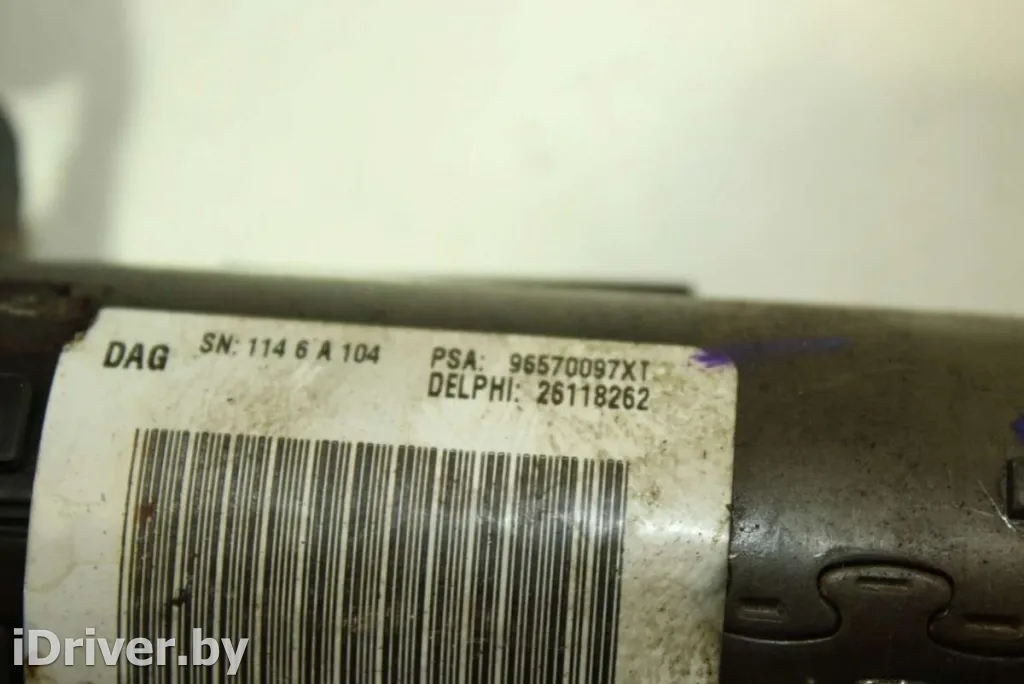 DAG SN: 114 6 A 104 PSA: 96570097XT
DELPHI: 26118262
iDriver.by